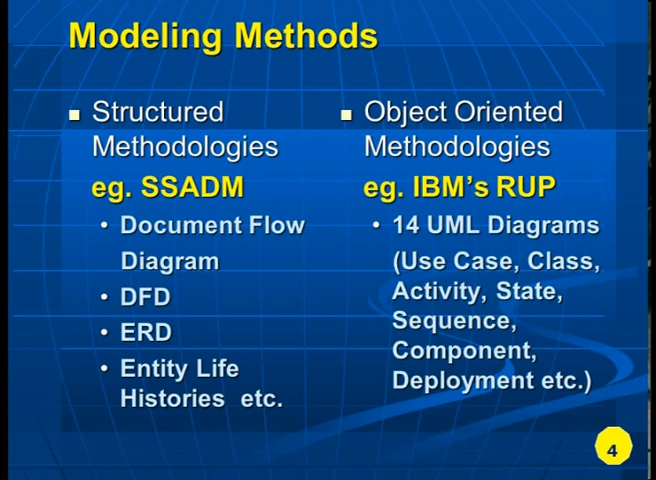 Modeling Methods
Structured
Methodologies
eg. SSADM
• Document Flow
Diagram
• DFD
• ERD
• Entity Life
Histories etc.
Object Oriented
Methodologies
eg. IBM's RUP
• 14 UML Diagrams
(Use Case, Class,
Activity, State,
Sequence,
Component,
Deployment etc.)
4